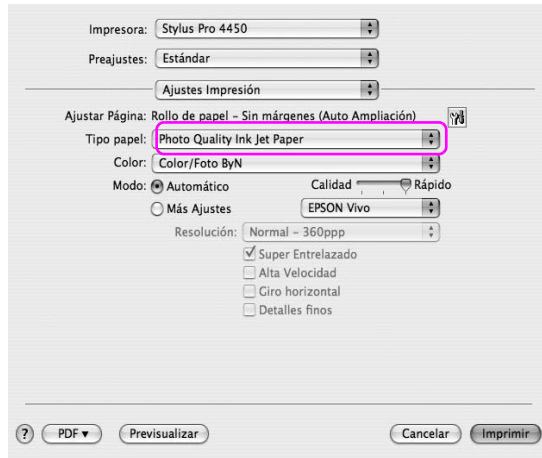 Impresora: Stylus Pro 4450
Preajustes: Estándar
Ajustes Impresión
Ajustar Página: Rollo de papel – Sin márgenes (Auto Ampliación)
Tipo papel: Photo Quality Ink Jet Paper
Color: Color/Foto ByN
Modo: Automático Calidad Rápido
Más Ajustes EPSON Vivo
Resolución: Normal – 360ppp
Super Entrelazado
Alta Velocidad
Giro horizontal
Detalles finos
? PDF ▾ Previsualizar Cancelar Imprimir